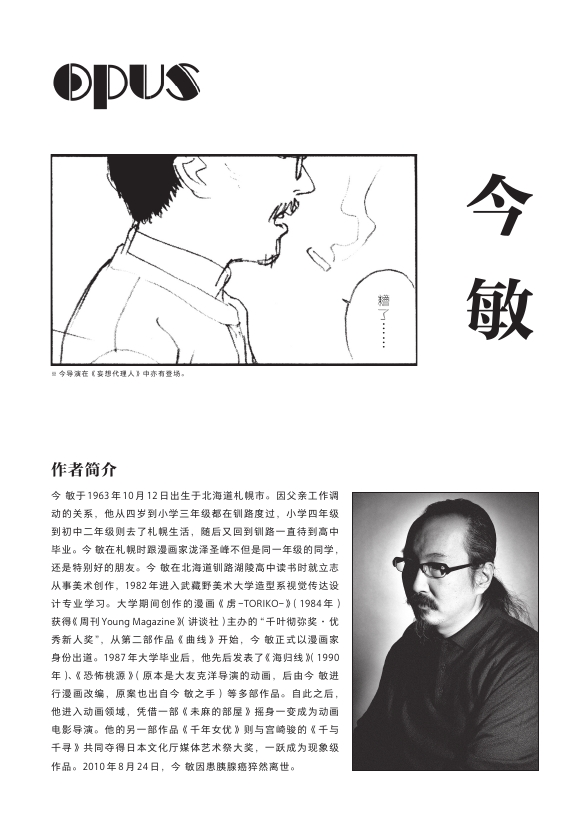 opus
今
敏
糟了……
※今导演在《妄想代理人》中亦有登场。
作者简介
今 敏于1963年10月12日出生于北海道札幌市。因父亲工作调
动的关系，他从四岁到小学三年级都在钏路度过，小学四年级
到初中二年级则去了札幌生活，随后又回到钏路一直待到高中
毕业。今 敏在札幌时跟漫画家泷泽圣峰不但是同一年级的同学，
还是特别好的朋友。今 敏在北海道钏路湖陵高中读书时就立志
从事美术创作，1982年进入武藏野美术大学造型系视觉传达设
计专业学习。大学期间创作的漫画《虏–TORIKO–》（1984年）
获得《周刊Young Magazine》（讲谈社）主办的“千叶彻弥奖·优
秀新人奖”，从第二部作品《曲线》开始，今 敏正式以漫画家
身份出道。1987年大学毕业后，他先后发表了《海归线》（1990
年）、《恐怖桃源》（原本是大友克洋导演的动画，后由今 敏进
行漫画改编，原案也出自今 敏之手）等多部作品。自此之后，
他进入动画领域，凭借一部《未麻的部屋》摇身一变成为动画
电影导演。他的另一部作品《千年女优》则与宫崎骏的《千与
千寻》共同夺得日本文化厅媒体艺术祭大奖，一跃成为现象级
作品。2010年8月24日，今 敏因患胰腺癌猝然离世。